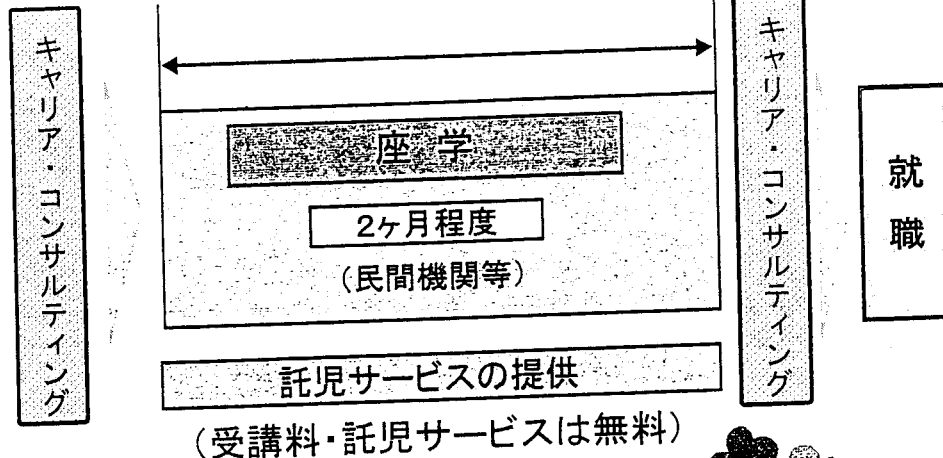 キャリア・コンサルティング
座学
2ヶ月程度
(民間機関等)
託児サービスの提供
(受講料・託児サービスは無料)
キャリア・コンサルティング
就職